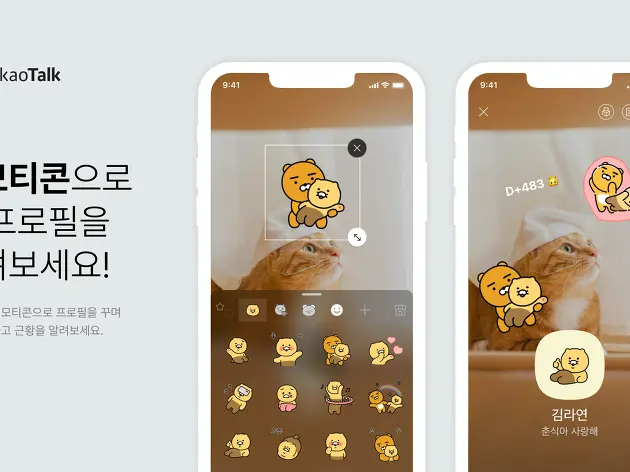 kaoTalk
모티콘으로
프로필을
보세요!
모티콘으로 프로필을 꾸며
고 근황을 알려보세요.
9:41
9:41
D+483
김라연
춘식아 사랑해